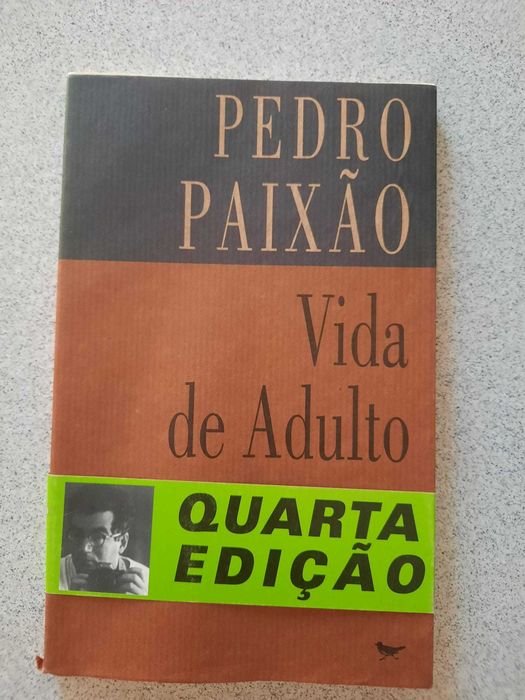 PEDRO
PAIXÃO
Vida
de Adulto
QUARTA
EDIÇÃO